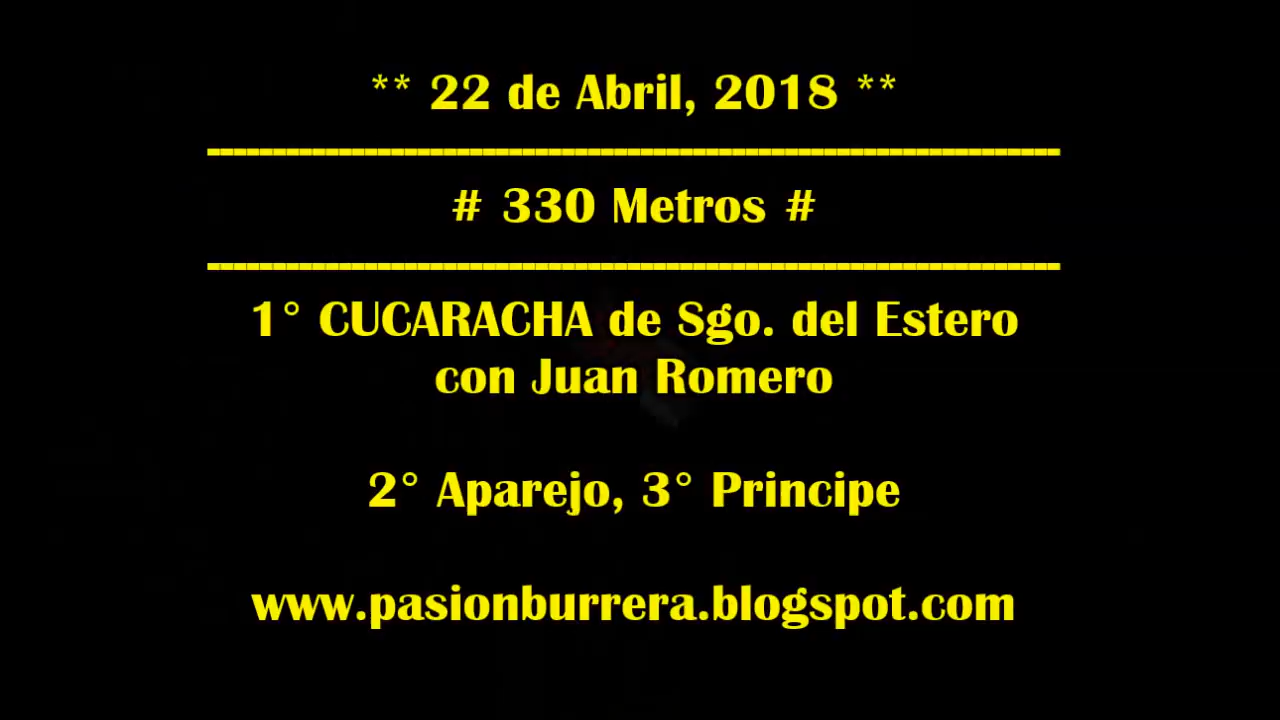 ** 22 de Abril, 2018 **
# 330 Metros #
1° CUCARACHA de Sgo. del Estero
con Juan Romero
2° Aparejo, 3° Principe
www.pasionburrera.blogspot.com